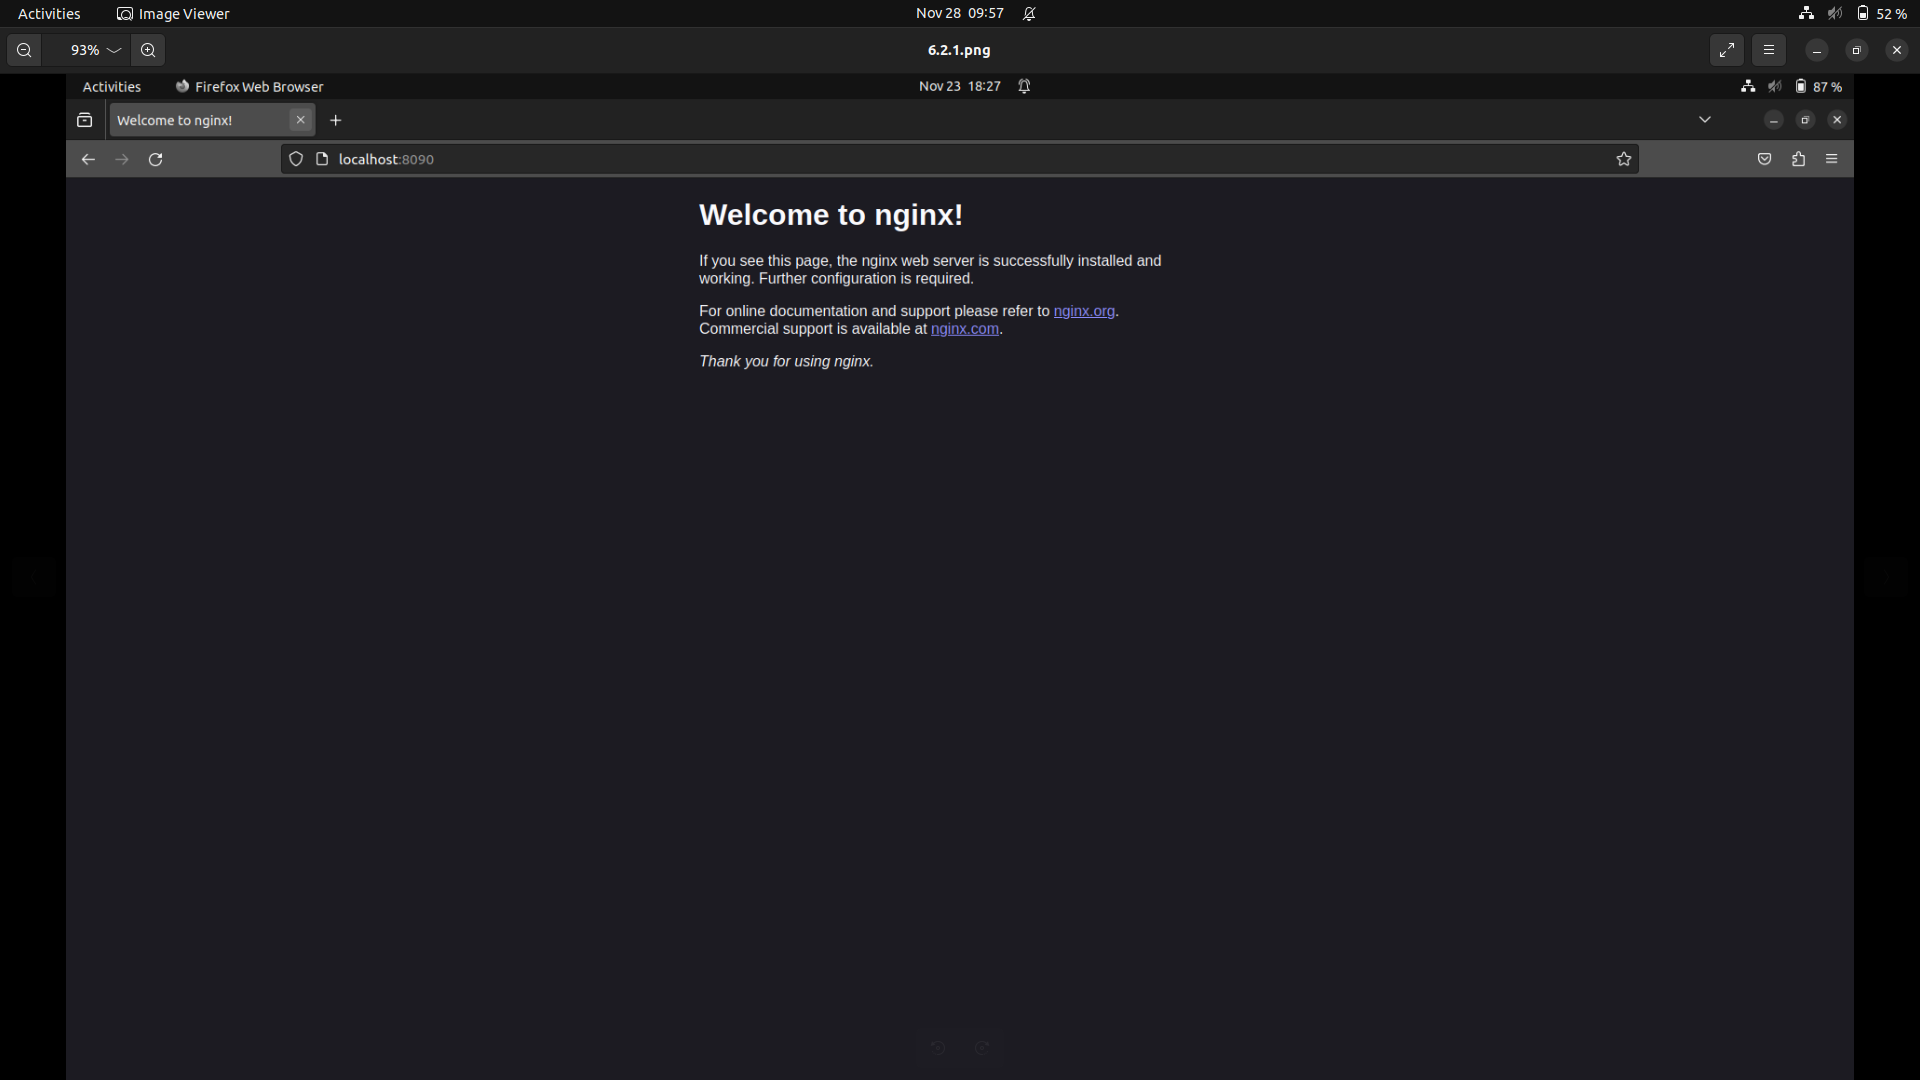 Activities Image Viewer Nov 28 09:57 52 %
93% 6.2.1.png
Activities Firefox Web Browser Nov 23 18:27 87 %
Welcome to nginx!
localhost:8090
Welcome to nginx!
If you see this page, the nginx web server is successfully installed and
working. Further configuration is required.
For online documentation and support please refer to nginx.org.
Commercial support is available at nginx.com.
Thank you for using nginx.